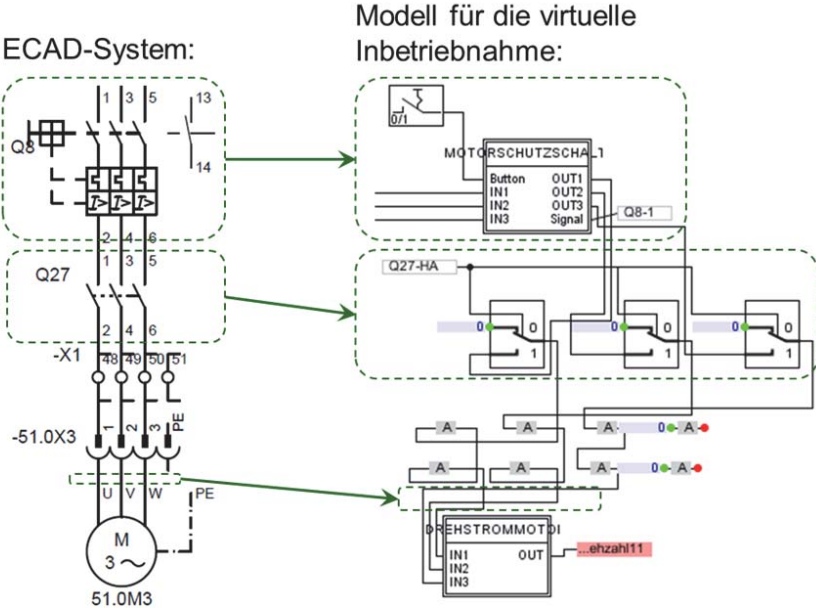 Modell für die virtuelle
Inbetriebnahme:
ECAD-System:
1 3 5 13
Q8
14
I> I> I>
2 4 6
0/1
MOTORSCHUTZSCHAL
Button OUT1
IN1 OUT2
IN2 OUT3
IN3 Signal
Q8-1
Q27
1 3 5
2 4 6
Q27-HA
0 0
1
0 0
1
0 0
1
-X1
48 49 50 51
-51.0X3
1 2 3 PE
U V W PE
M
3 ~
51.0M3
A A A 0 A
A A A 0 A
DREHSTROMMOTO
IN1 OUT
IN2
IN3
...ehzahl11